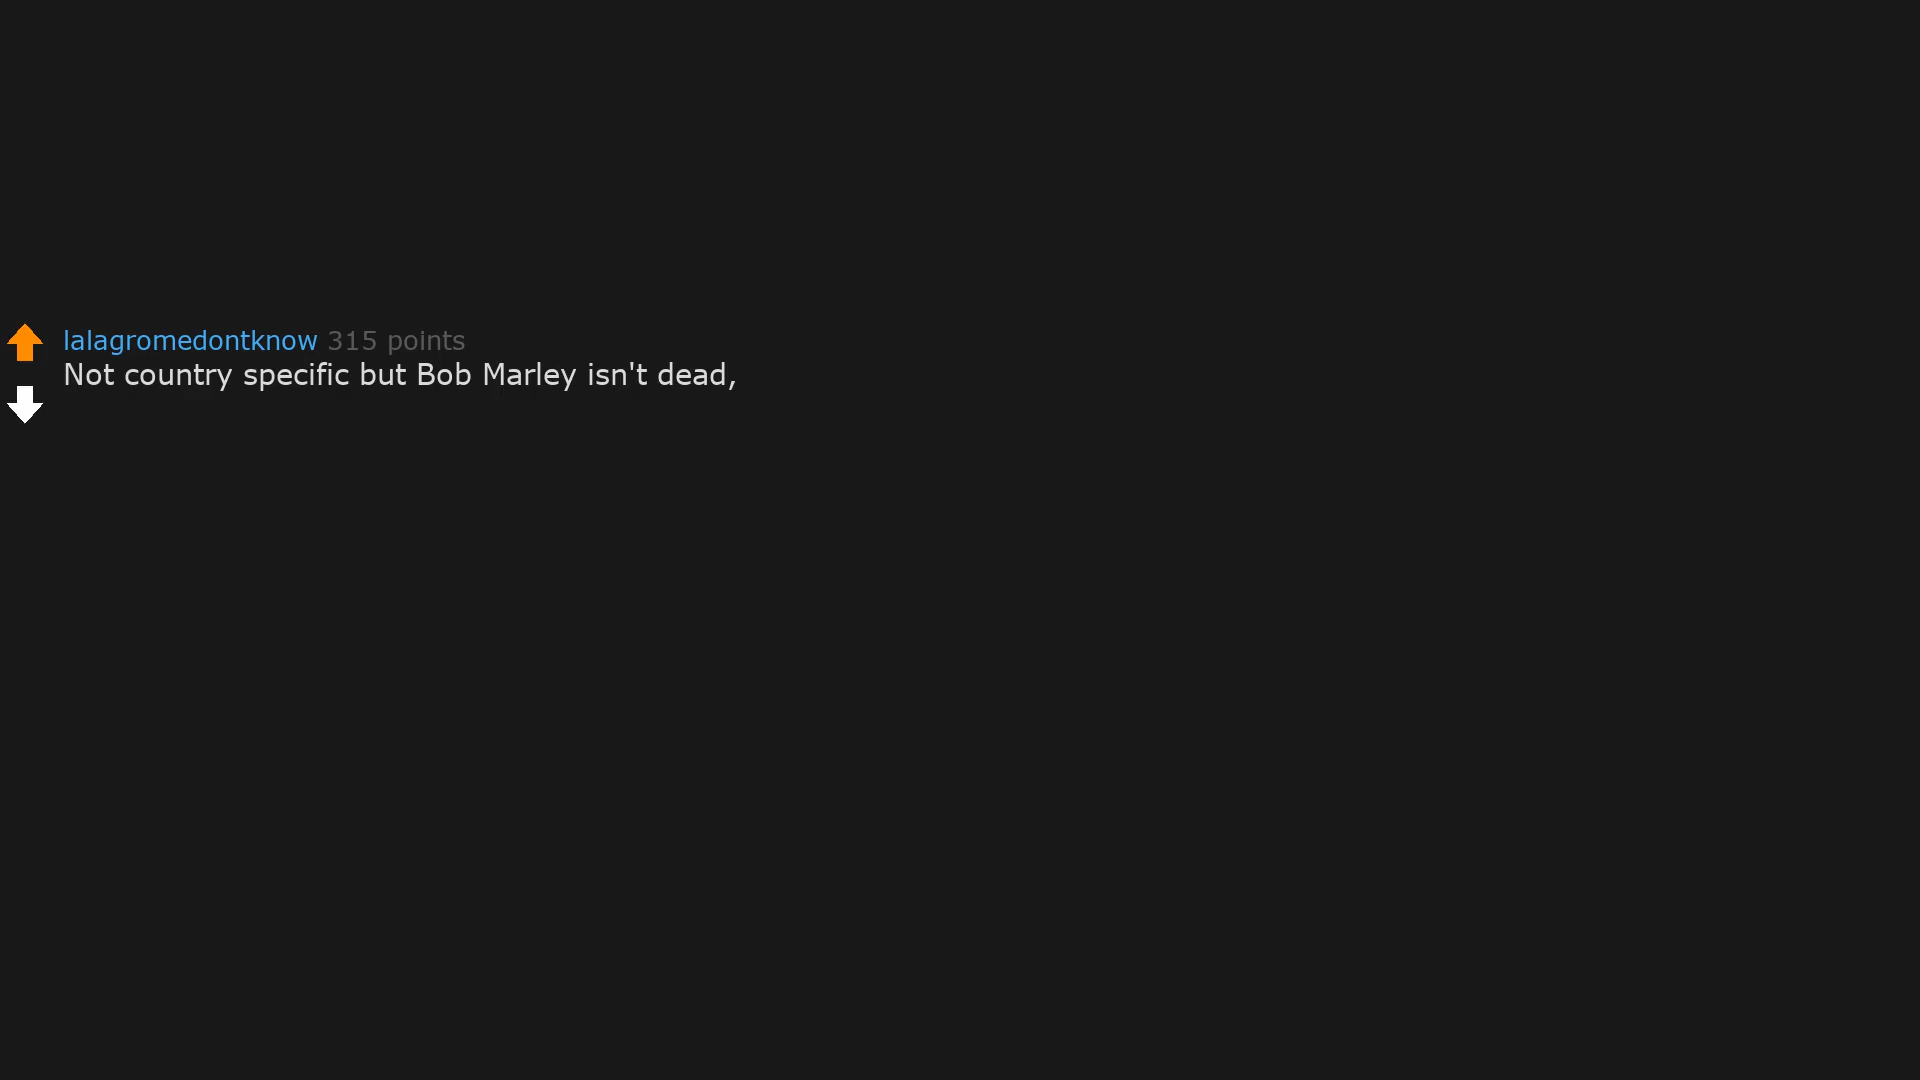 lalagromedontknow 315 points
Not country specific but Bob Marley isn't dead,